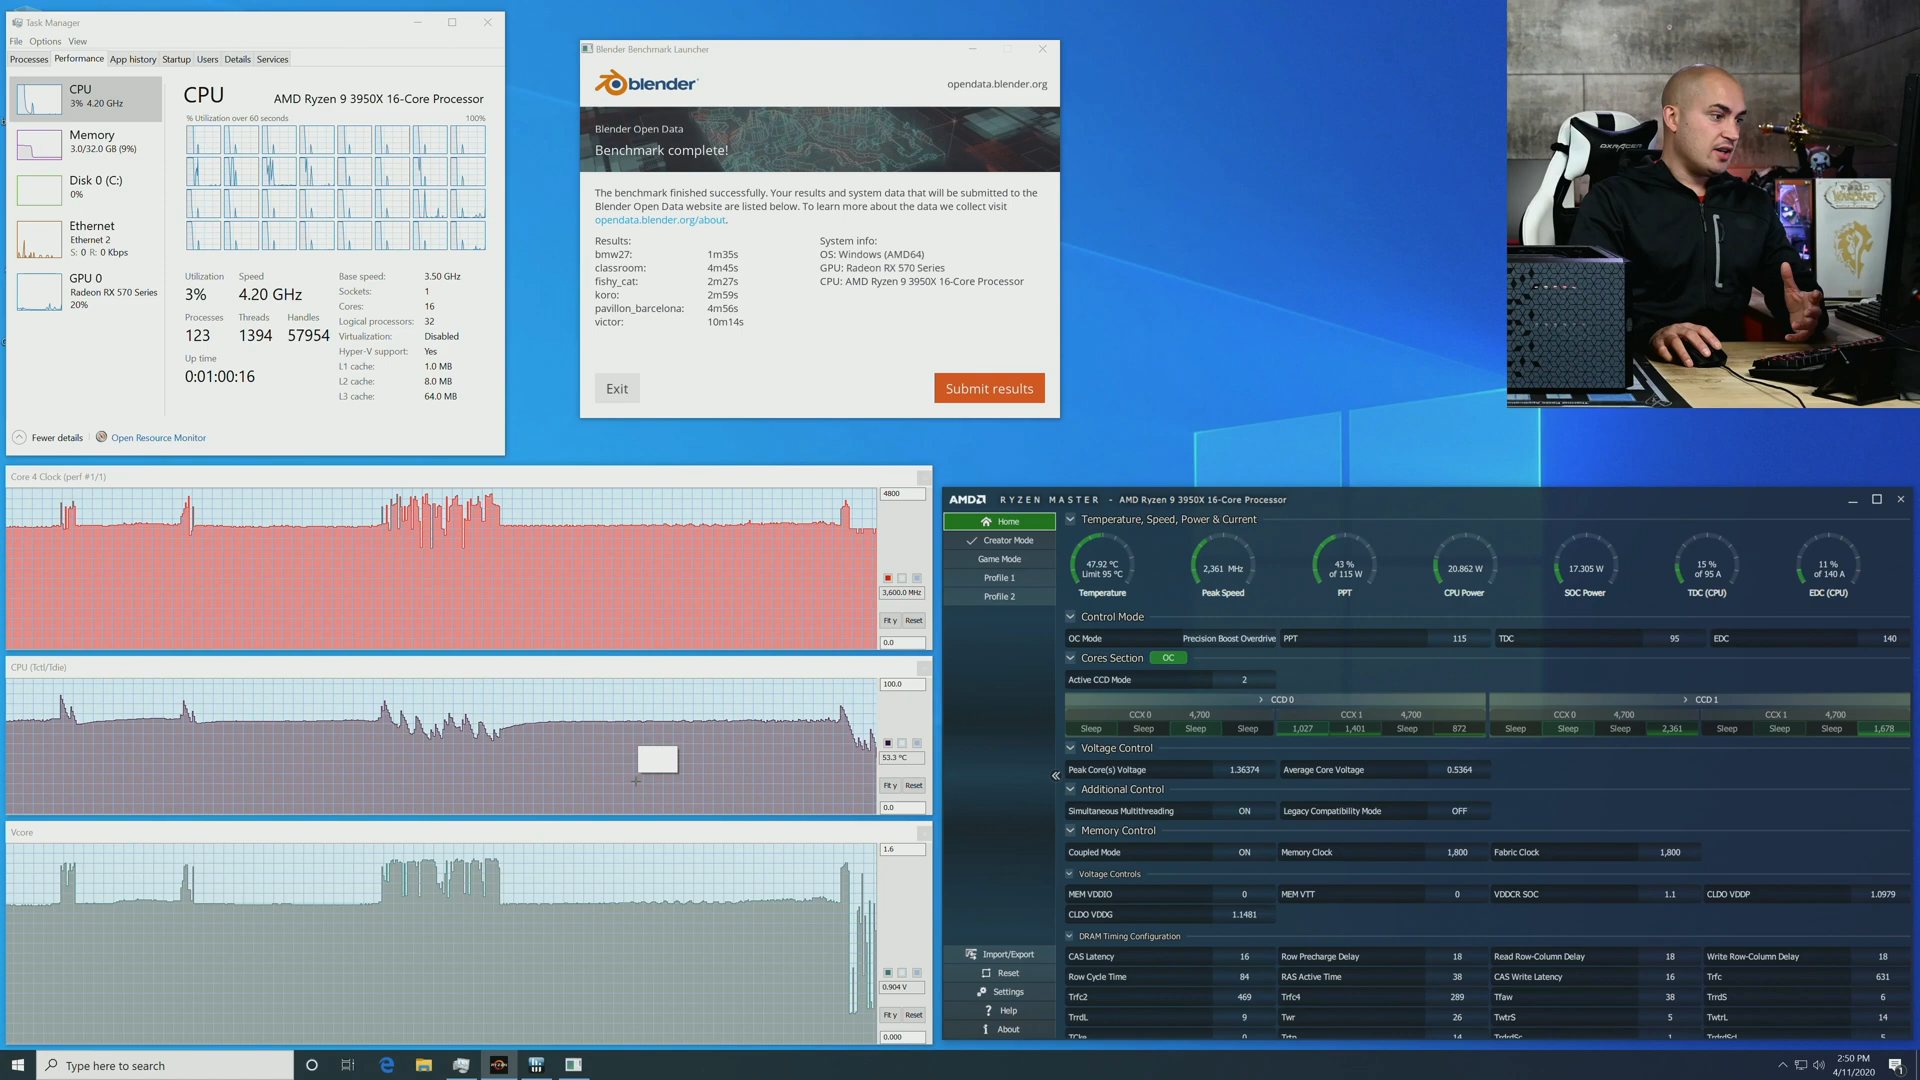 Task Manager
File Options View
Processes Performance App history Startup Users Details Services
CPU
3% 4.20 GHz
Memory
3.0/32.0 GB (9%)
Disk 0 (C:)
0%
Ethernet
Ethernet 2
S: 0 R: 0 Kbps
GPU 0
Radeon RX 570 Series
20%
CPU AMD Ryzen 9 3950X 16-Core Processor
% Utilization over 60 seconds 100%
Utilization Speed
3% 4.20 GHz
Processes Threads Handles
123 1394 57954
Up time
0:01:00:16
Base speed: 3.50 GHz
Sockets: 1
Cores: 16
Logical processors: 32
Virtualization: Disabled
Hyper-V support: Yes
L1 cache: 1.0 MB
L2 cache: 8.0 MB
L3 cache: 64.0 MB
Fewer details Open Resource Monitor
Blender Benchmark Launcher
blender opendata.blender.org
Blender Open Data
Benchmark complete!
The benchmark finished successfully. Your results and system data that will be submitted to the
Blender Open Data website are listed below. To learn more about the data we collect visit
opendata.blender.org/about.
Results: System info:
bmw27: 1m35s OS: Windows (AMD64)
classroom: 4m45s GPU: Radeon RX 570 Series
fishy_cat: 2m27s CPU: AMD Ryzen 9 3950X 16-Core Processor
koro: 2m59s
pavillon_barcelona: 4m56s
victor: 10m14s
Exit Submit results
WORLD
WARCRAFT
Core 4 Clock (perf #1/1)
4800
3,600.0 MHz
Fit y Reset
0.0
CPU (Tctl/Tdie)
100.0
53.3 °C
Fit y Reset
0.0
Vcore
1.6
0.904 V
Fit y Reset
0.000
AMD RYZEN MASTER - AMD Ryzen 9 3950X 16-Core Processor
Home
Creator Mode
Game Mode
Profile 1
Profile 2
Import/Export
Reset
Settings
Help
About
Temperature, Speed, Power & Current
47.92 °C
Limit 95 °C
Temperature
2,361 MHz
Peak Speed
43 %
of 115 W
PPT
20.862 W
CPU Power
17.305 W
SOC Power
15 %
of 95 A
TDC (CPU)
11 %
of 140 A
EDC (CPU)
Control Mode
OC Mode Precision Boost Overdrive PPT 115 TDC 95 EDC 140
Cores Section OC
Active CCD Mode 2
CCD 0 CCD 1
CCX 0 4,700 CCX 1 4,700 CCX 0 4,700 CCX 1 4,700
Sleep Sleep Sleep Sleep 1,027 1,401 Sleep 872 Sleep Sleep Sleep 2,361 Sleep Sleep Sleep 1,678
Voltage Control
Peak Core(s) Voltage 1.36374 Average Core Voltage 0.5364
Additional Control
Simultaneous Multithreading ON Legacy Compatibility Mode OFF
Memory Control
Coupled Mode ON Memory Clock 1,800 Fabric Clock 1,800
Voltage Controls
MEM VDDIO 0 MEM VTT 0 VDDCR SOC 1.1 CLDO VDDP 1.0979
CLDO VDDG 1.1481
DRAM Timing Configuration
CAS Latency 16 Row Precharge Delay 18 Read Row-Column Delay 18 Write Row-Column Delay 18
Row Cycle Time 84 RAS Active Time 38 CAS Write Latency 16 Trfc 631
Trfc2 469 Trfc4 289 Tfaw 38 TrrdS 6
TrrdL 9 Twr 26 TwtrS 5 TwtrL 14
Type here to search
2:50 PM
4/11/2020